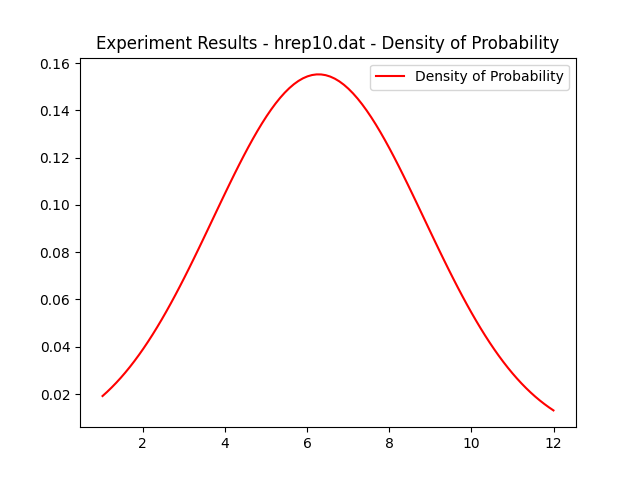 Experiment Results - hrep10.dat - Density of Probability
Density of Probability
0.16
0.14
0.12
0.10
0.08
0.06
0.04
0.02
2 4 6 8 10 12